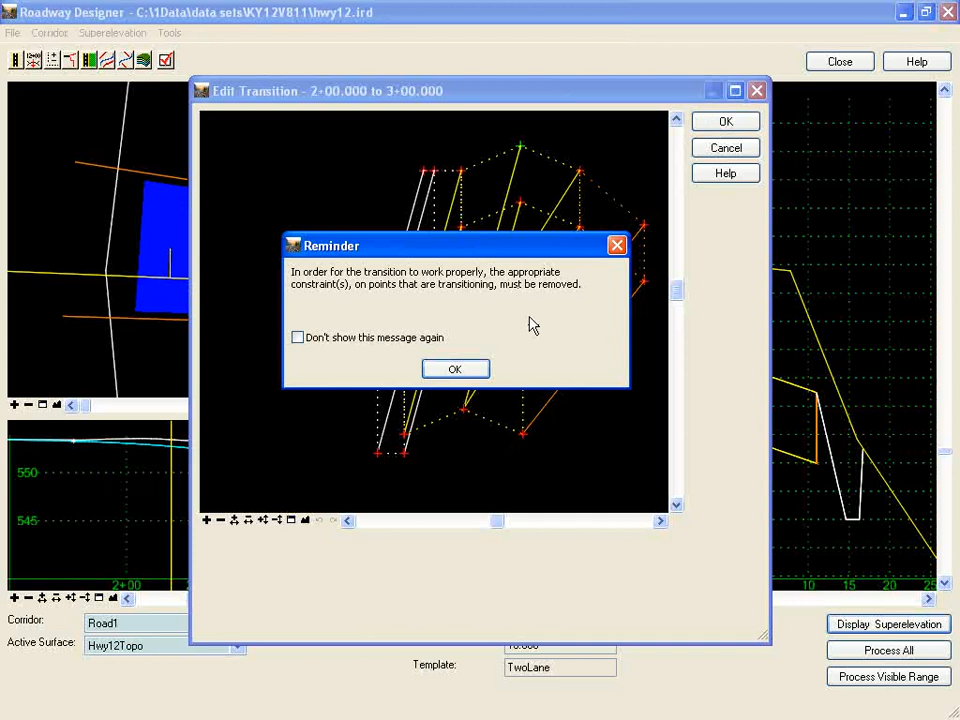 Roadway Designer - C:\1Data\data sets\KY12V811\hwy12.ird
File Corridor Superelevation Tools
Close Help
Edit Transition - 2+00.000 to 3+00.000
OK
Cancel
Help
Reminder
In order for the transition to work properly, the appropriate
constraint(s), on points that are transitioning, must be removed.
Don't show this message again
OK
550
545
2+00
10 15 20 25
Corridor: Road1
Active Surface: Hwy12Topo
Template: TwoLane
Display Superelevation
Process All
Process Visible Range